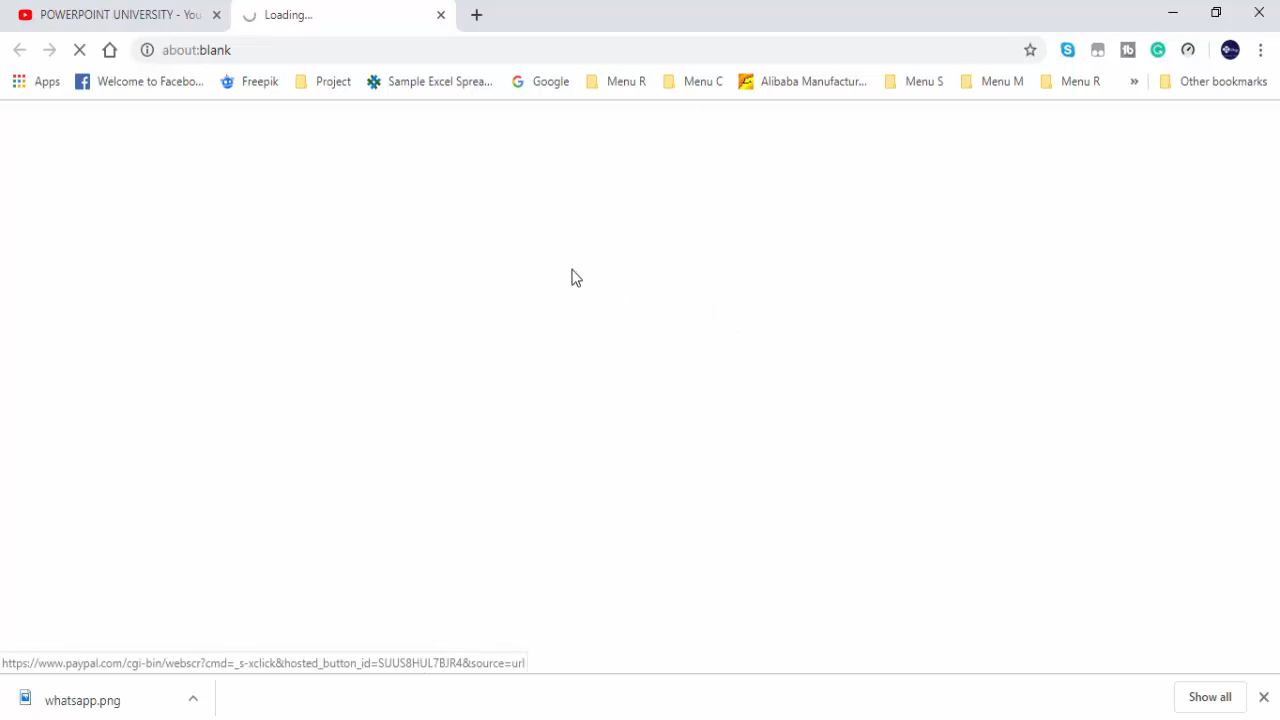 POWERPOINT UNIVERSITY - You
Loading...
about:blank
Apps
Welcome to Facebo...
Freepik
Project
Sample Excel Sprea...
Google
Menu R
Menu C
Alibaba Manufactur...
Menu S
Menu M
Menu R
Other bookmarks
https://www.paypal.com/cgi-bin/webscr?cmd=_s-xclick&hosted_button_id=SUUS8HUL7BJR4&source=url
whatsapp.png
Show all